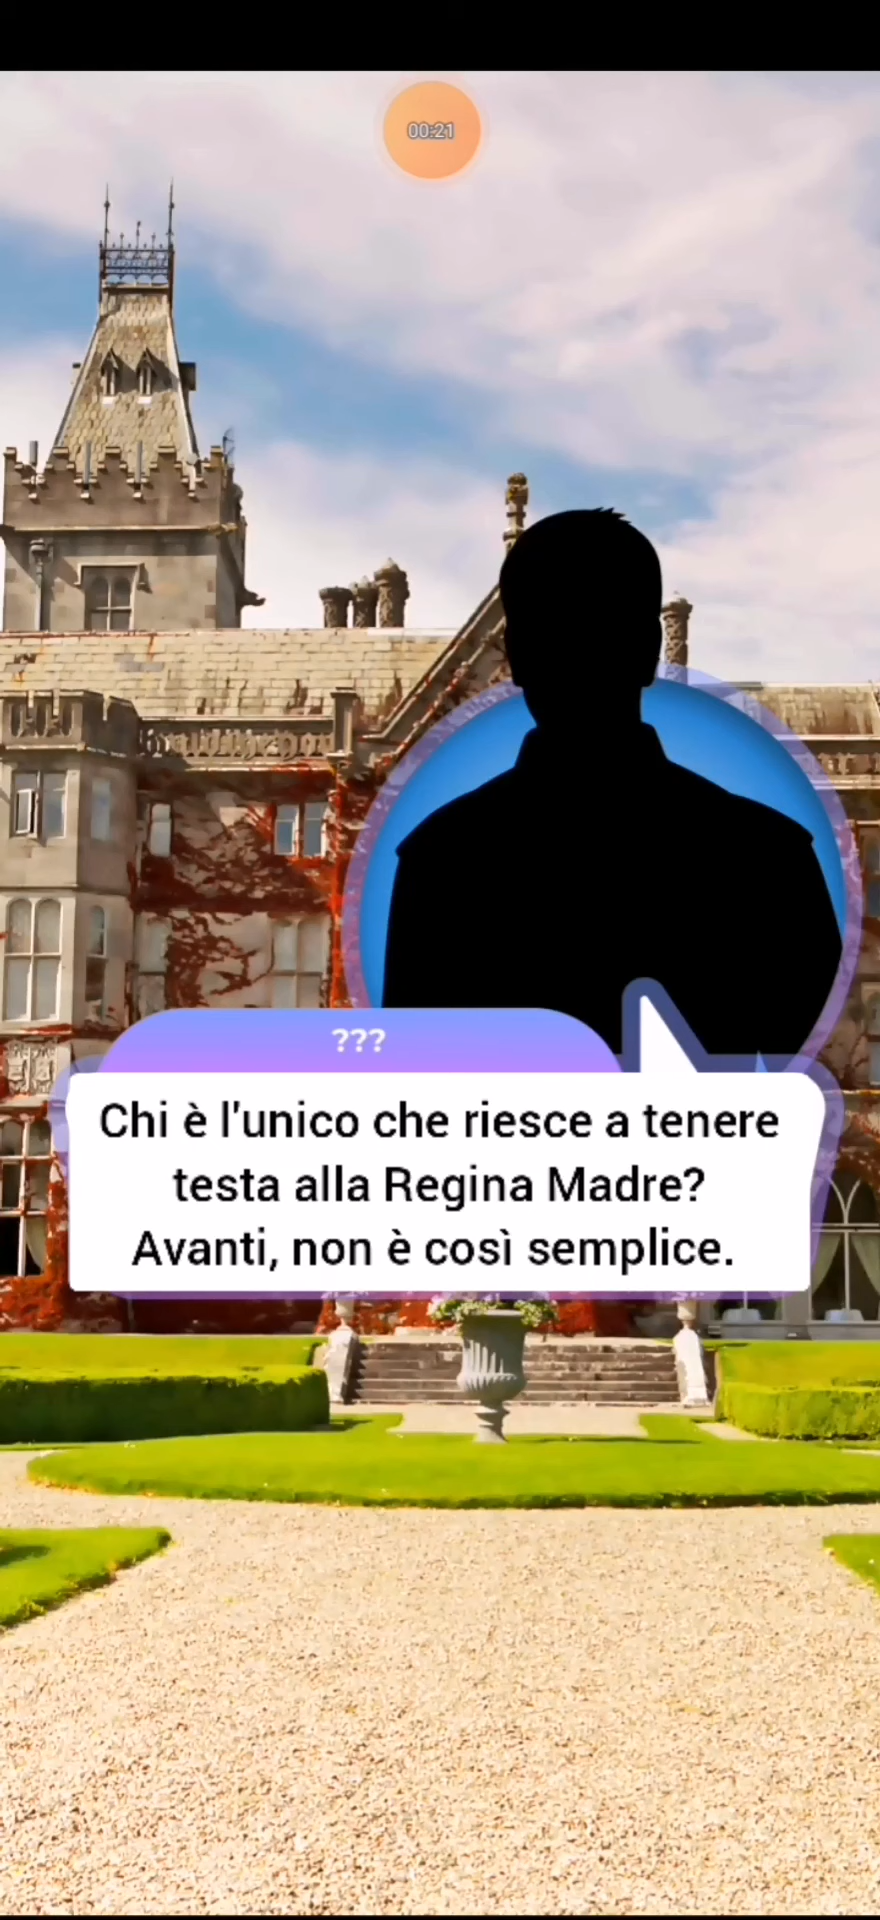 00:21
???
Chi è l'unico che riesce a tenere
testa alla Regina Madre?
Avanti, non è così semplice.